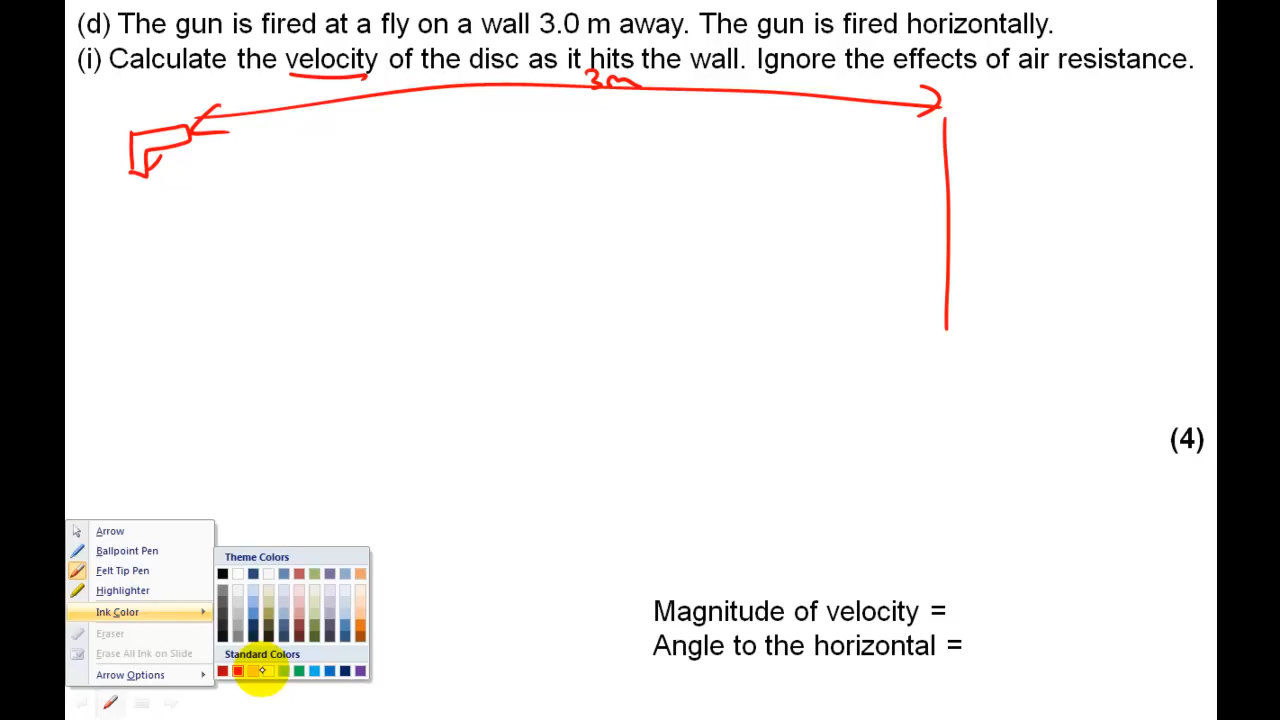 (d) The gun is fired at a fly on a wall 3.0 m away. The gun is fired horizontally.
(i) Calculate the velocity of the disc as it hits the wall. Ignore the effects of air resistance.
3m
(4)
Arrow
Ballpoint Pen
Felt Tip Pen
Highlighter
Ink Color
Eraser
Erase All Ink on Slide
Arrow Options
Theme Colors
Standard Colors
Magnitude of velocity =
Angle to the horizontal =